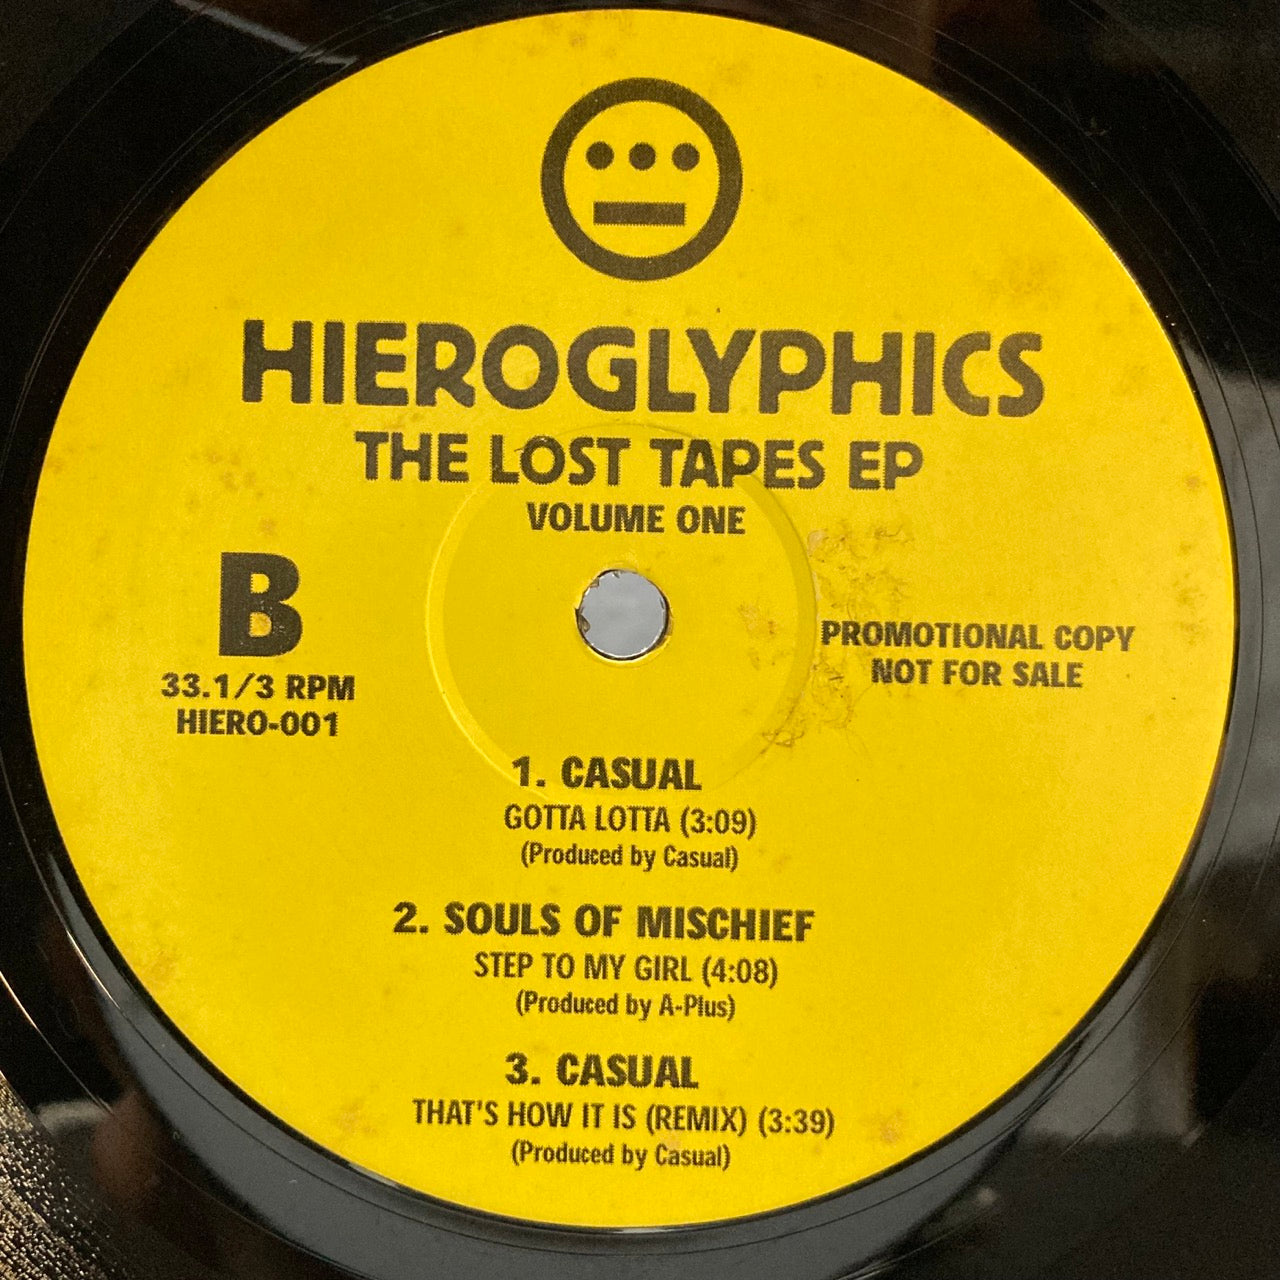 HIEROGLYPHICS
THE LOST TAPES EP
VOLUME ONE
B
33.1/3 RPM
HIERO-001
PROMOTIONAL COPY
NOT FOR SALE
1. CASUAL
GOTTA LOTTA (3:09)
(Produced by Casual)
2. SOULS OF MISCHIEF
STEP TO MY GIRL (4:08)
(Produced by A-Plus)
3. CASUAL
THAT'S HOW IT IS (REMIX) (3:39)
(Produced by Casual)